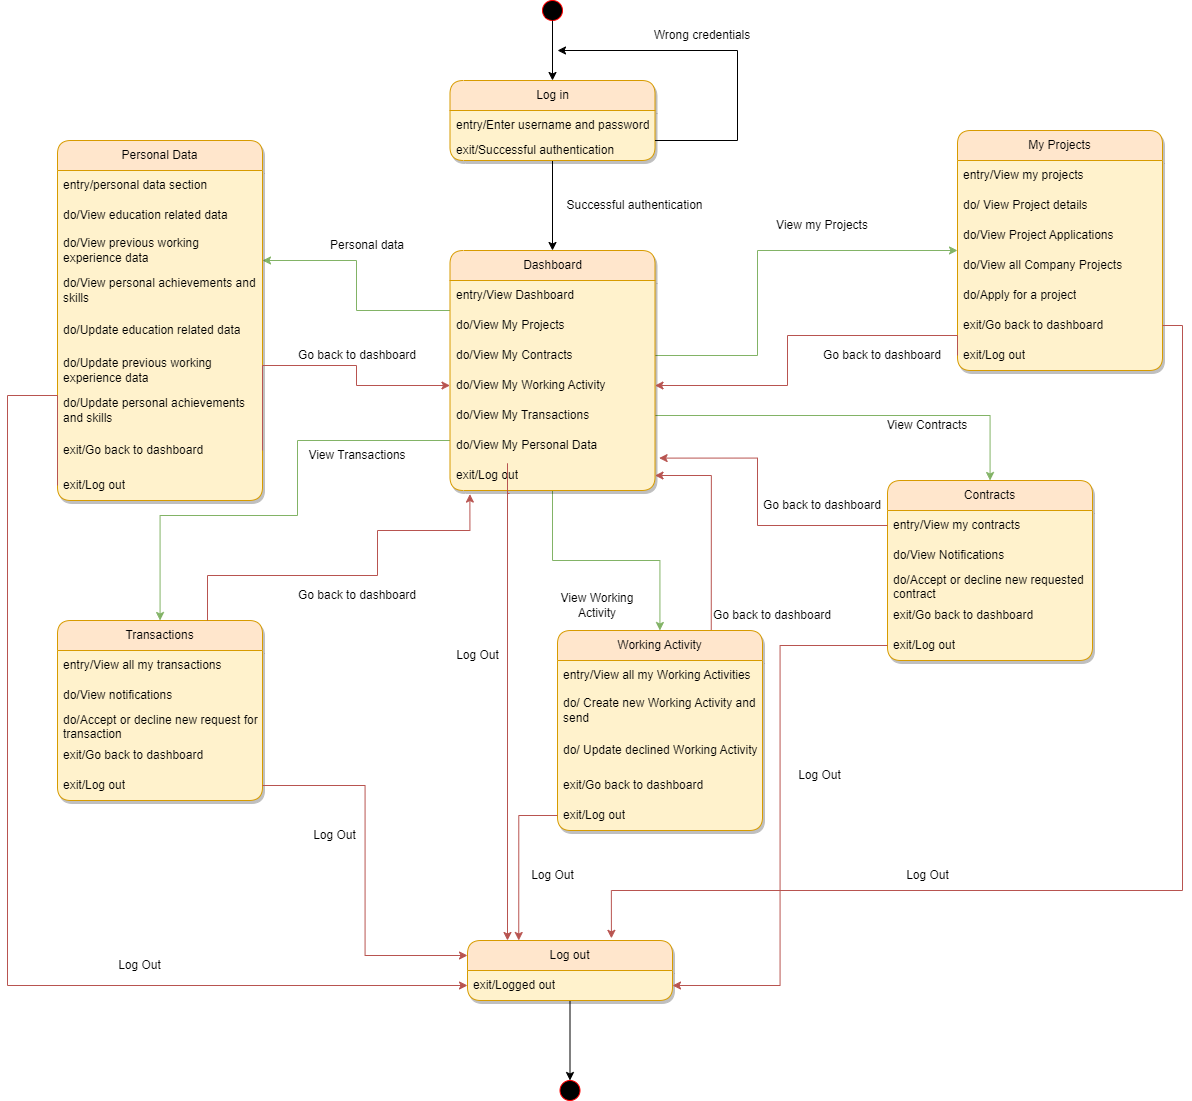 Wrong credentials
Log in
entry/Enter username and password
exit/Successful authentication
Successful authentication
Personal Data
entry/personal data section
do/View education related data
do/View previous working
experience data
do/View personal achievements and
skills
do/Update education related data
do/Update previous working
experience data
do/Update personal achievements
and skills
exit/Go back to dashboard
exit/Log out
Personal data
Go back to dashboard
View Transactions
Dashboard
entry/View Dashboard
do/View My Projects
do/View My Contracts
do/View My Working Activity
do/View My Transactions
do/View My Personal Data
exit/Log out
View my Projects
Go back to dashboard
My Projects
entry/View my projects
do/ View Project details
do/View Project Applications
do/View all Company Projects
do/Apply for a project
exit/Go back to dashboard
exit/Log out
View Contracts
Go back to dashboard
Contracts
entry/View my contracts
do/View Notifications
do/Accept or decline new requested
contract
exit/Go back to dashboard
exit/Log out
Go back to dashboard
Transactions
entry/View all my transactions
do/View notifications
do/Accept or decline new request for
transaction
exit/Go back to dashboard
exit/Log out
Log Out
View Working
Activity
Go back to dashboard
Working Activity
entry/View all my Working Activities
do/ Create new Working Activity and
send
do/ Update declined Working Activity
exit/Go back to dashboard
exit/Log out
Log Out
Log Out
Log Out
Log Out
Log Out
Log out
exit/Logged out